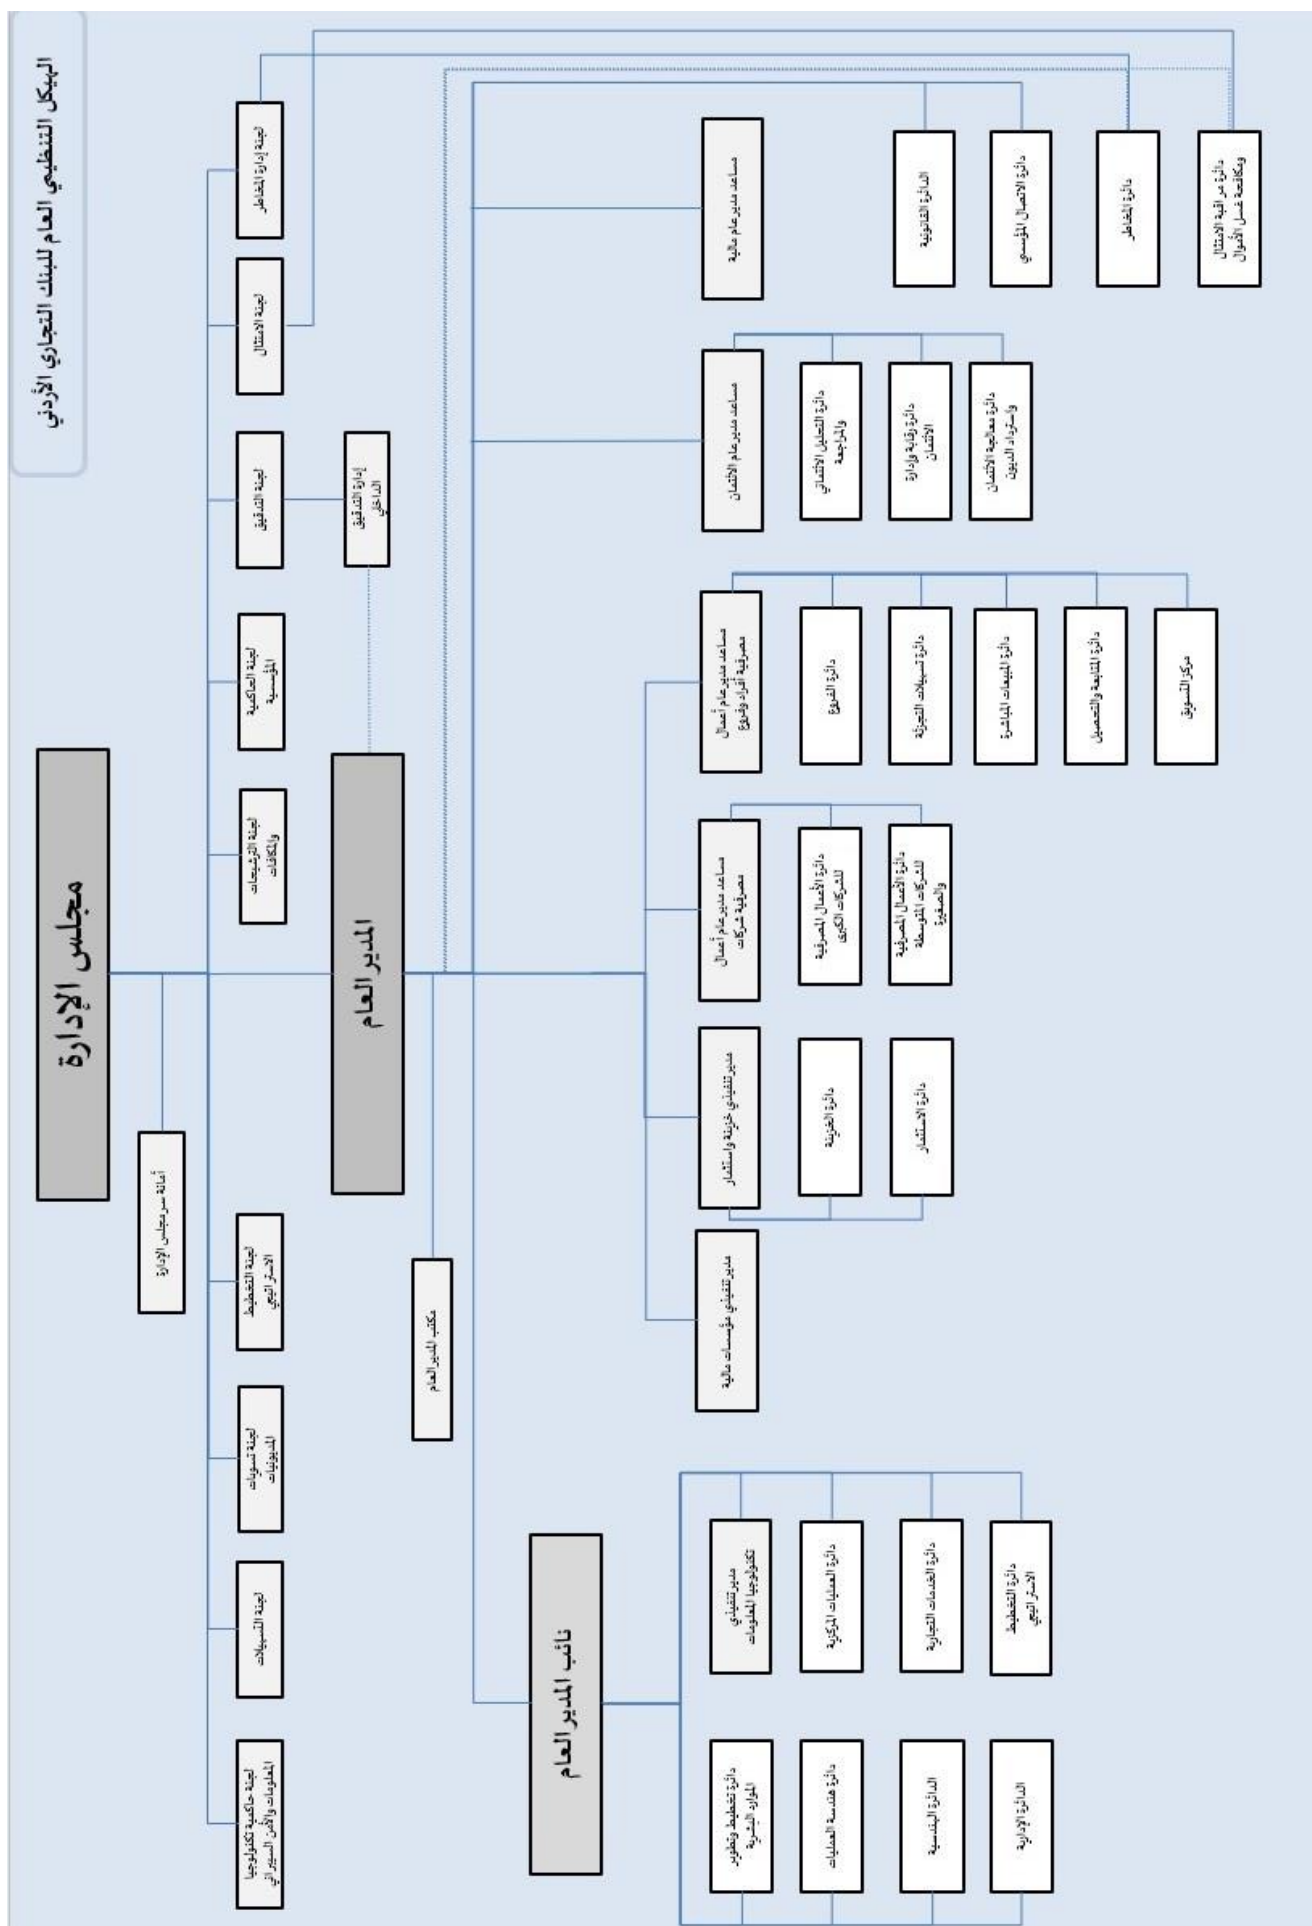 الهيكل التنظيمي العام للبنك التجاري الأردني
مجلس الإدارة
أمانة سر مجلس الإدارة
لجنة إدارة المخاطر
لجنة الامتثال
لجنة التدقيق
لجنة الحاكمية
المؤسسية
لجنة الترشيحات
والمكافات
لجنة التخطيط
الاستراتيجي
لجنة تسويات
المديونيات
لجنة التسهيلات
لجنة حاكمية تكنولوجيا
المعلومات والأمن السيبراني
إدارة التدقيق
الداخلي
المدير العام
مكتب المدير العام
نائب المدير العام
مساعد مدير عام مالية
الدائرة القانونية
دائرة الاتصال المؤسسي
دائرة المخاطر
دائرة مراقبة الامتثال
ومكافحة غسل الأموال
مساعد مدير عام الائتمان
دائرة التحليل الائتماني
والمراجعة
دائرة رقابة وإدارة
الائتمان
دائرة معالجة الائتمان
واسترداد الديون
مساعد مدير عام أعمال
مصرفية أفراد وفروع
دائرة الفروع
دائرة تسهيلات التجزئة
دائرة المبيعات المباشرة
دائرة المتابعة والتحصيل
مركز التسويق
مساعد مدير عام أعمال
مصرفية شركات
دائرة الأعمال المصرفية
للشركات الكبرى
دائرة الأعمال المصرفية
للشركات المتوسطة
والصغيرة
مدير تنفيذي خزينة واستثمار
دائرة الخزينة
دائرة الاستثمار
مدير تنفيذي مؤسسات مالية
مدير تنفيذي
تكنولوجيا المعلومات
دائرة العمليات المركزية
دائرة الخدمات التجارية
دائرة التخطيط
الاستراتيجي
دائرة تخطيط وتطوير
الموارد البشرية
دائرة هندسة العمليات
الدائرة الهندسية
الدائرة الإدارية